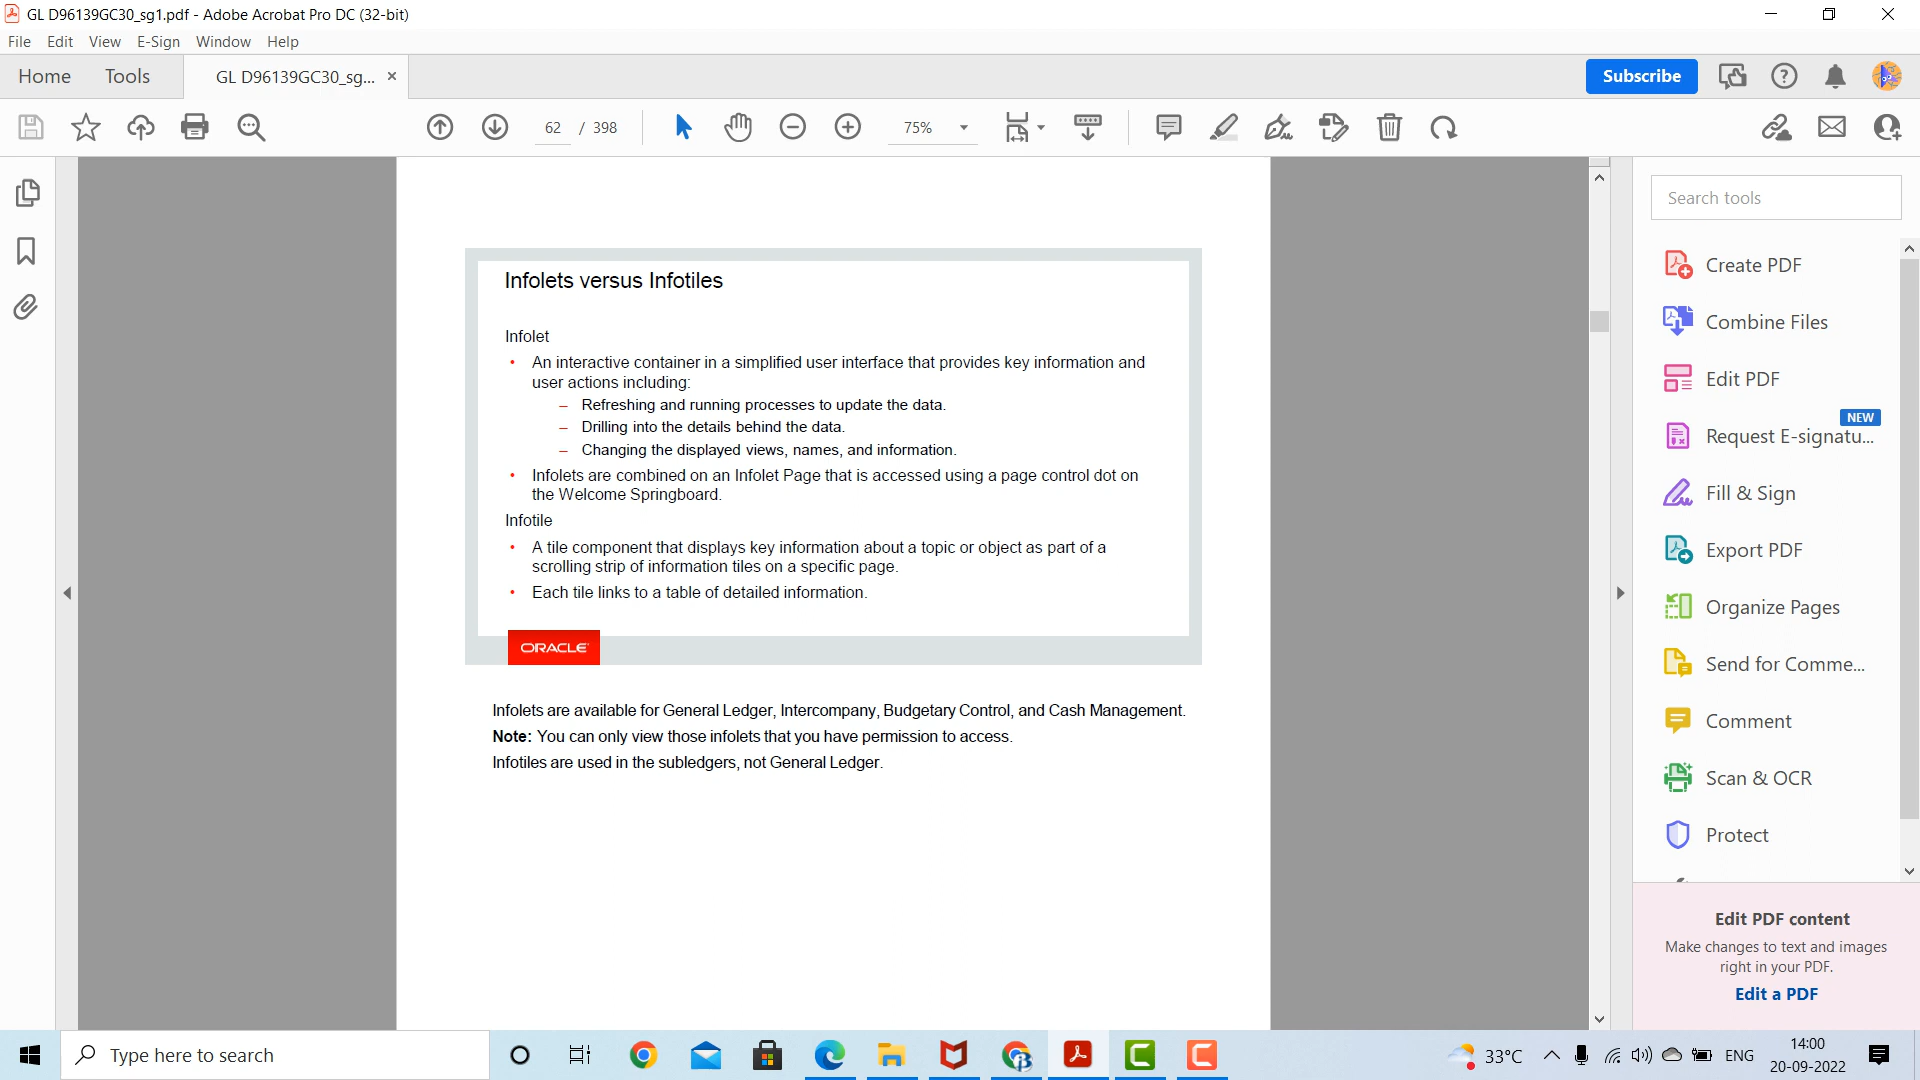 GL D96139GC30_sg1.pdf - Adobe Acrobat Pro DC (32-bit)
File Edit View E-Sign Window Help
Home Tools GL D96139GC30_sg... × Subscribe
62 / 398 75%
Search tools
Create PDF
Combine Files
Edit PDF
NEW
Request E-signatu...
Fill & Sign
Export PDF
Organize Pages
Send for Comme...
Comment
Scan & OCR
Protect
Edit PDF content
Make changes to text and images
right in your PDF.
Edit a PDF
Infolets versus Infotiles
Infolet
• An interactive container in a simplified user interface that provides key information and
user actions including:
– Refreshing and running processes to update the data.
– Drilling into the details behind the data.
– Changing the displayed views, names, and information.
• Infolets are combined on an Infolet Page that is accessed using a page control dot on
the Welcome Springboard.
Infotile
• A tile component that displays key information about a topic or object as part of a
scrolling strip of information tiles on a specific page.
• Each tile links to a table of detailed information.
ORACLE
Infolets are available for General Ledger, Intercompany, Budgetary Control, and Cash Management.
Note: You can only view those infolets that you have permission to access.
Infotiles are used in the subledgers, not General Ledger.
Type here to search
33°C ENG
14:00
20-09-2022